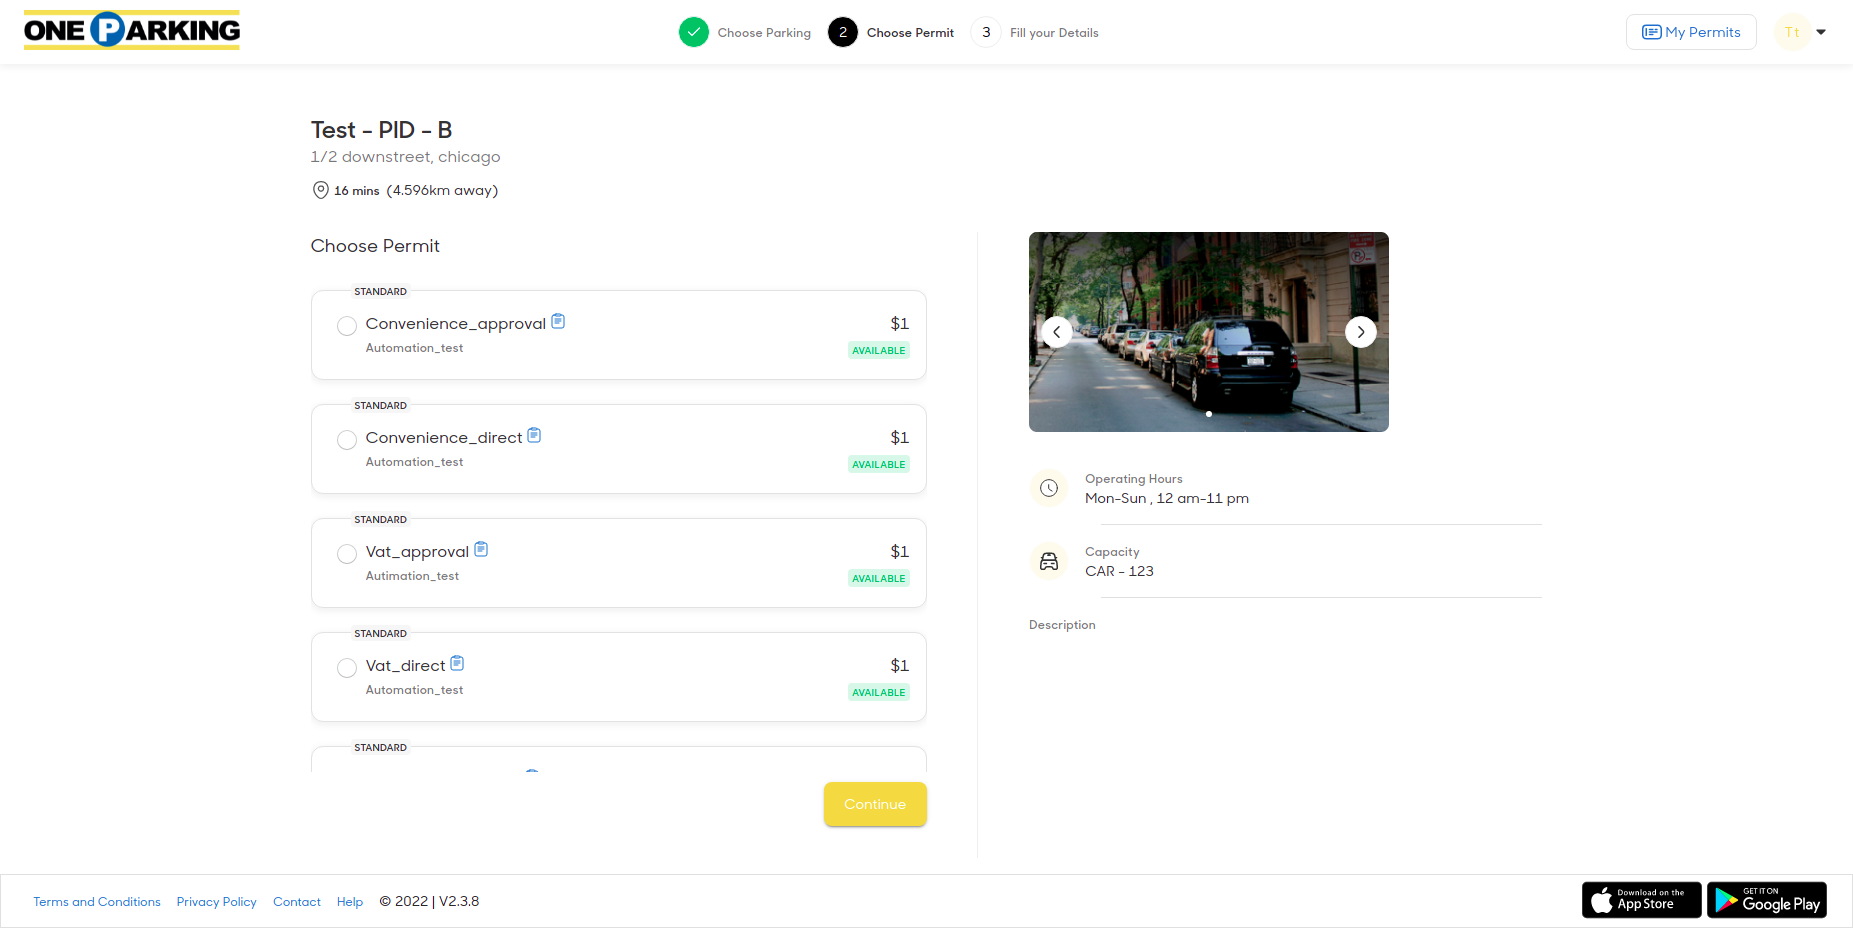 ONE PARKING
Choose Parking
2 Choose Permit
3 Fill your Details
My Permits
Tt
Test - PID - B
1/2 downstreet, chicago
16 mins (4.596km away)
Choose Permit
STANDARD
Convenience_approval $1
Automation_test AVAILABLE
STANDARD
Convenience_direct $1
Automation_test AVAILABLE
STANDARD
Vat_approval $1
Autimation_test AVAILABLE
STANDARD
Vat_direct $1
Automation_test AVAILABLE
STANDARD
Continue
Operating Hours
Mon-Sun , 12 am-11 pm
Capacity
CAR - 123
Description
Terms and Conditions Privacy Policy Contact Help © 2022 | V2.3.8
Download on the
App Store
GET IT ON
Google Play